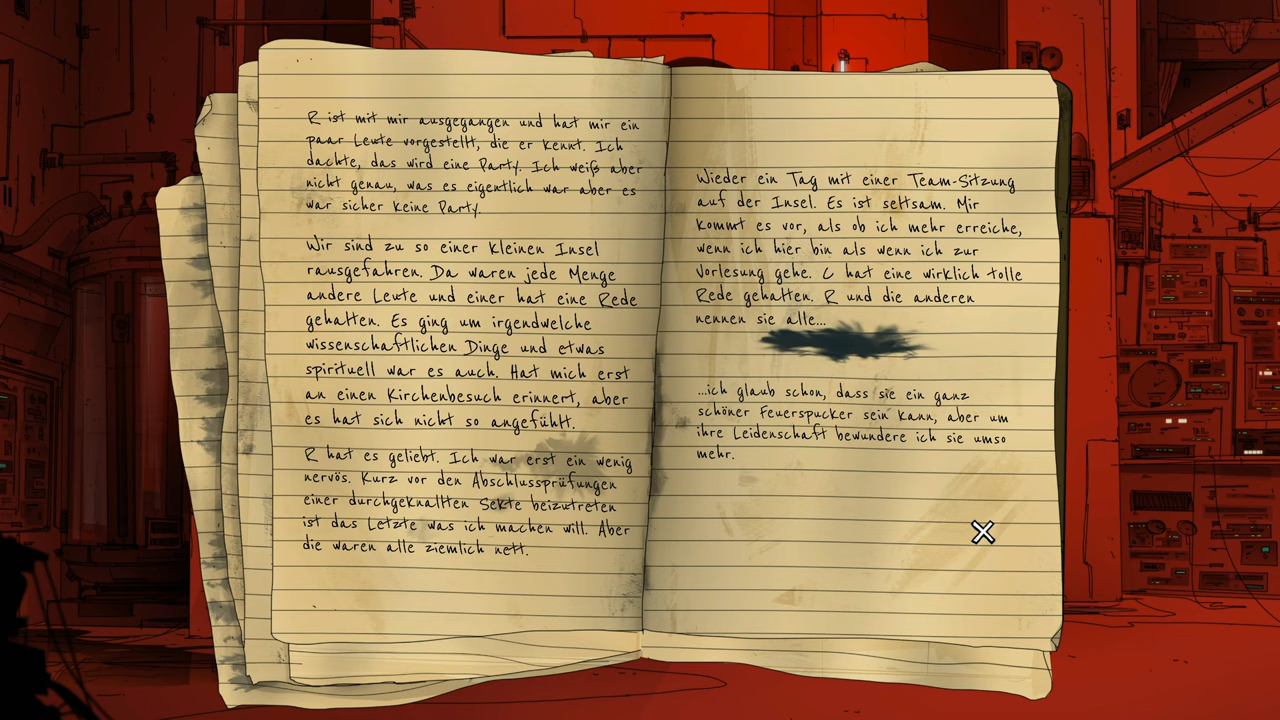 R ist mit mir ausgegangen und hat mir ein
paar Leute vorgestellt, die er kennt. Ich
dachte, das wird eine Party. Ich weiß aber
nicht genau, was es eigentlich war aber es
war sicher keine Party.
Wir sind zu so einer kleinen Insel
rausgefahren. Da waren jede Menge
andere Leute und einer hat eine Rede
gehalten. Es ging um irgendwelche
wissenschaftlichen Dinge und etwas
spirituell war es auch. Hat mich erst
an einen Kirchenbesuch erinnert, aber
es hat sich nicht so angefühlt.
R hat es geliebt. Ich war erst ein wenig
nervös. Kurz vor den Abschlussprüfungen
einer durchgeknallten Sekte beizutreten
ist das Letzte was ich machen will. Aber
die waren alle ziemlich nett.
Wieder ein Tag mit einer Team-Sitzung
auf der Insel. Es ist seltsam. Mir
kommt es vor, als ob ich mehr erreiche,
wenn ich hier bin als wenn ich zur
Vorlesung gehe. C hat eine wirklich tolle
Rede gehalten. R und die anderen
nennen sie alle...
...ich glaub schon, dass sie ein ganz
schöner Feuerspucker sein kann, aber um
ihre Leidenschaft bewundere ich sie umso
mehr.